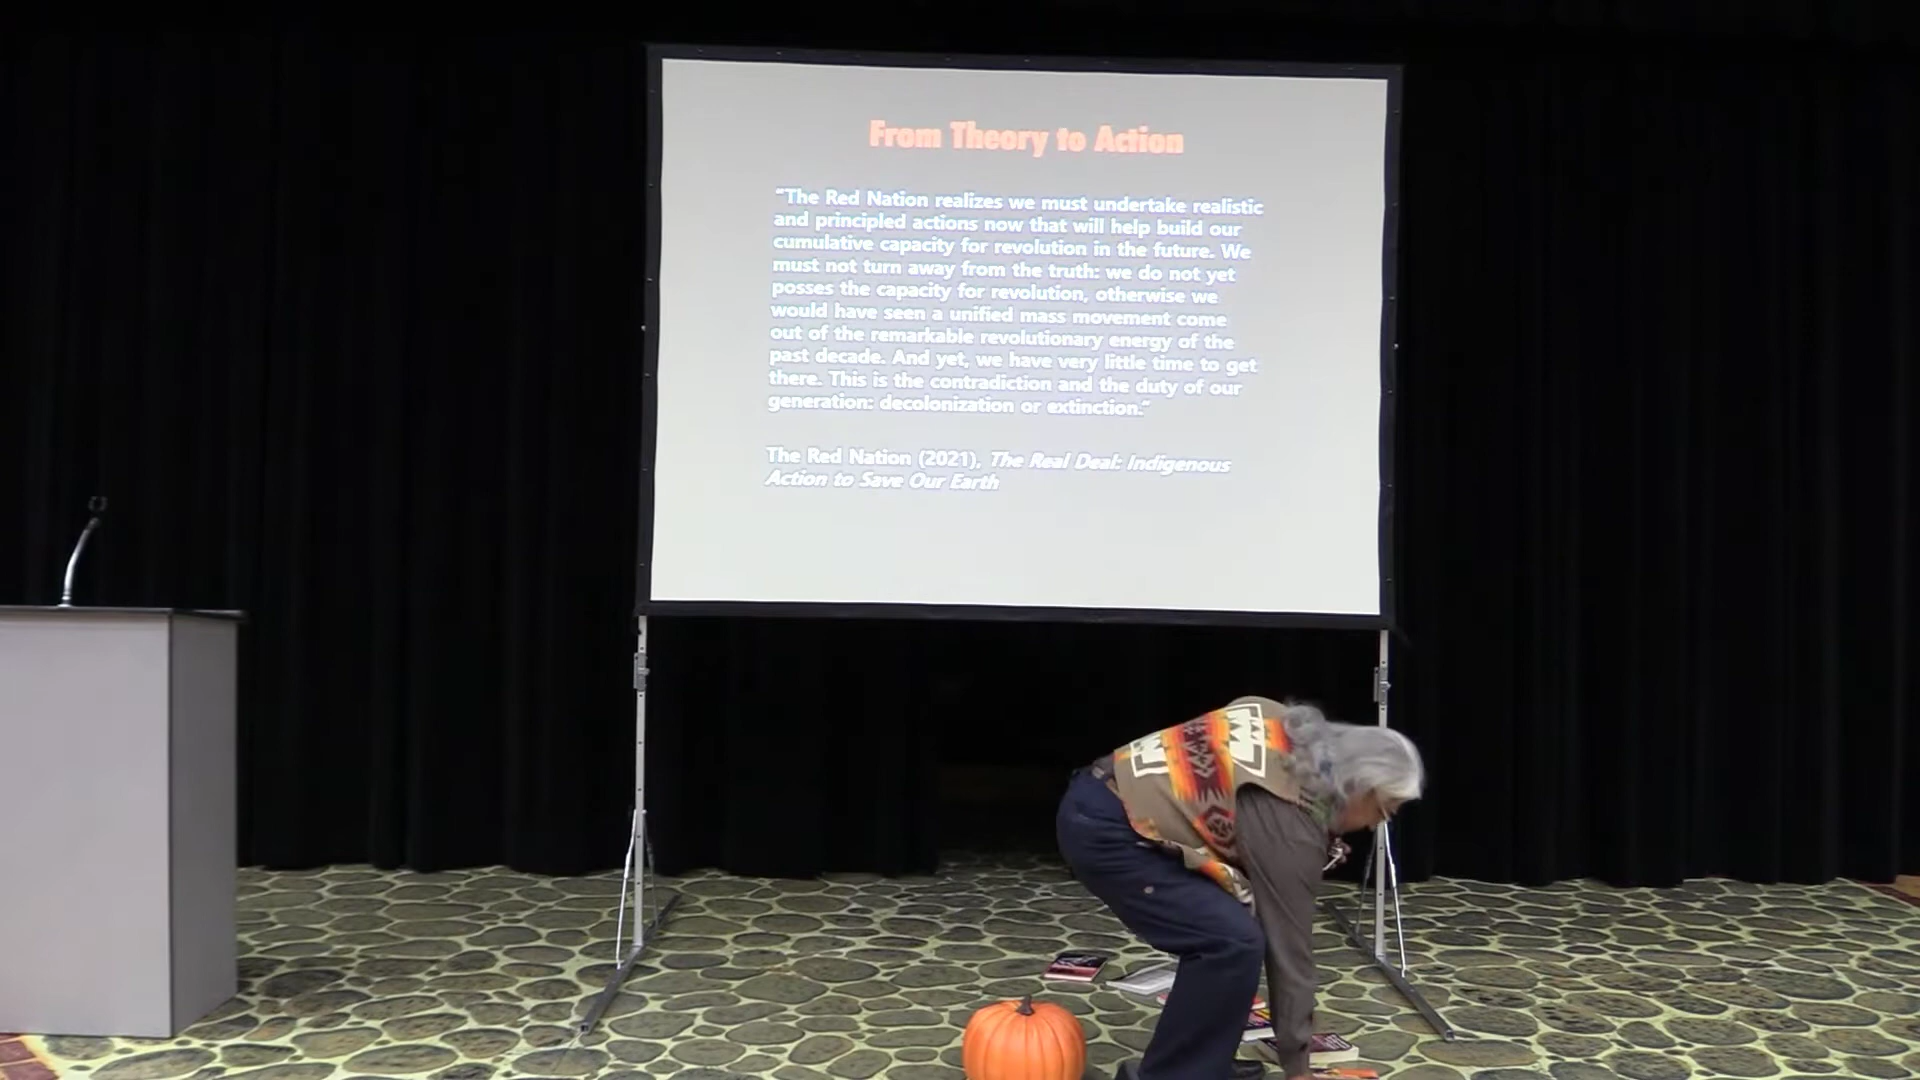 From Theory to Action
"The Red Nation realizes we must undertake realistic
and principled actions now that will help build our
cumulative capacity for revolution in the future. We
must not turn away from the truth: we do not yet
posses the capacity for revolution, otherwise we
would have seen a unified mass movement come
out of the remarkable revolutionary energy of the
past decade. And yet, we have very little time to get
there. This is the contradiction and the duty of our
generation: decolonization or extinction."
The Red Nation (2021), The Real Deal: Indigenous
Action to Save Our Earth